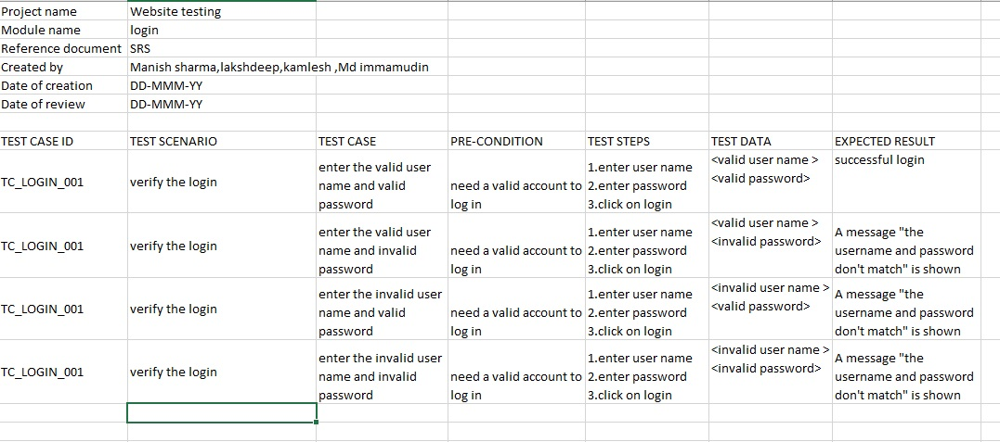 Project name Website testing
Module name login
Reference document SRS
Created by Manish sharma,lakshdeep,kamlesh ,Md immamudin
Date of creation DD-MMM-YY
Date of review DD-MMM-YY
TEST CASE ID TEST SCENARIO TEST CASE PRE-CONDITION TEST STEPS TEST DATA EXPECTED RESULT
TC_LOGIN_001
verify the login
enter the valid user
name and valid
password
need a valid account to
log in
1.enter user name
2.enter password
3.click on login
<valid user name >
<valid password>
successful login
TC_LOGIN_001
verify the login
enter the valid user
name and invalid
password
need a valid account to
log in
1.enter user name
2.enter password
3.click on login
<valid user name >
<invalid password>
A message "the
username and password
don't match" is shown
TC_LOGIN_001
verify the login
enter the invalid user
name and valid
password
need a valid account to
log in
1.enter user name
2.enter password
3.click on login
<invalid user name >
<valid password>
A message "the
username and password
don't match" is shown
TC_LOGIN_001
verify the login
enter the invalid user
name and invalid
password
need a valid account to
log in
1.enter user name
2.enter password
3.click on login
<invalid user name >
<invalid password>
A message "the
username and password
don't match" is shown